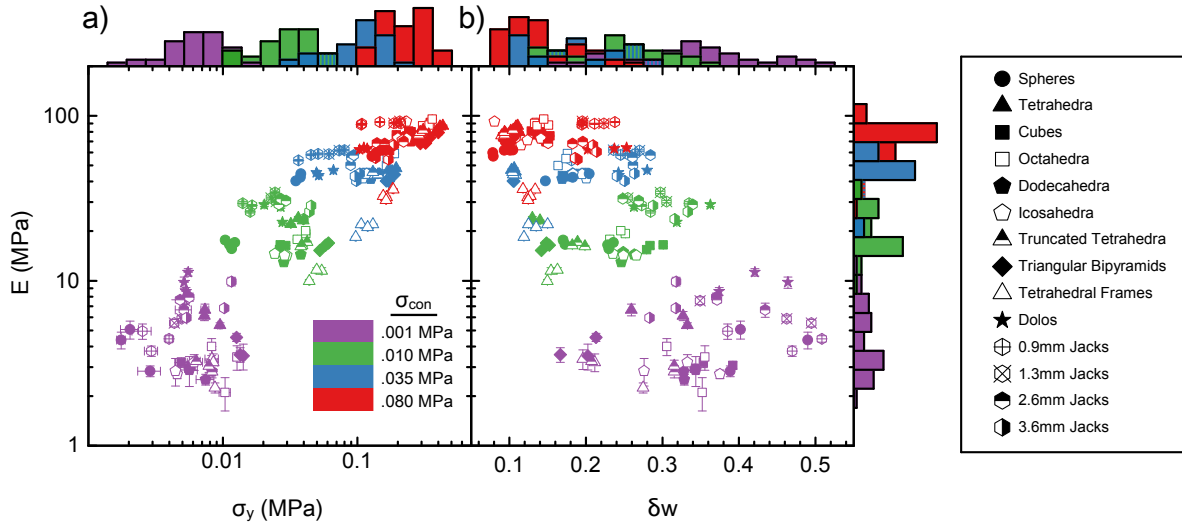 a)
b)
100
10
1
E (MPa)
σcon
.001 MPa
.010 MPa
.035 MPa
.080 MPa
0.01
0.1
σy (MPa)
0.1
0.2
0.3
0.4
0.5
δw
Spheres
Tetrahedra
Cubes
Octahedra
Dodecahedra
Icosahedra
Truncated Tetrahedra
Triangular Bipyramids
Tetrahedral Frames
Dolos
0.9mm Jacks
1.3mm Jacks
2.6mm Jacks
3.6mm Jacks